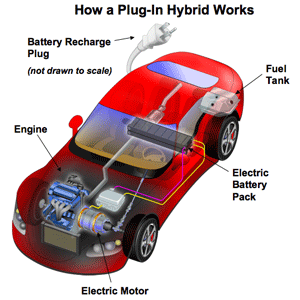 How a Plug-In Hybrid Works
Battery Recharge
Plug
(not drawn to scale)
Fuel
Tank
Engine
Electric
Battery
Pack
Electric Motor